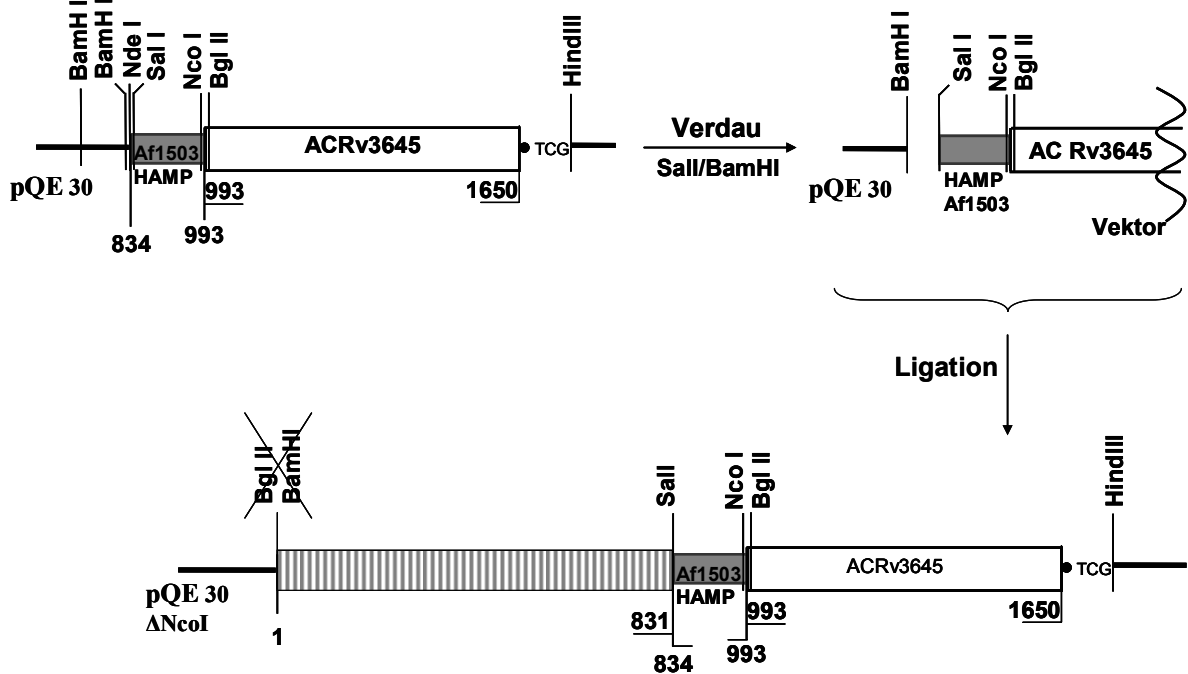 BamH I
BamH I
Nde I
Sal I
Nco I
Bgl II
HindIII
Af1503
HAMP
ACRv3645
TCG
pQE 30
993
1650
834
993
Verdau
SalI/BamHI
BamH I
Sal I
Nco I
Bgl II
AC Rv3645
pQE 30
HAMP
Af1503
Vektor
Ligation
Bgl II
BamHI
SalI
Nco I
Bgl II
HindIII
Af1503
HAMP
ACRv3645
TCG
pQE 30
ΔNcoI
1
831
834
993
993
1650